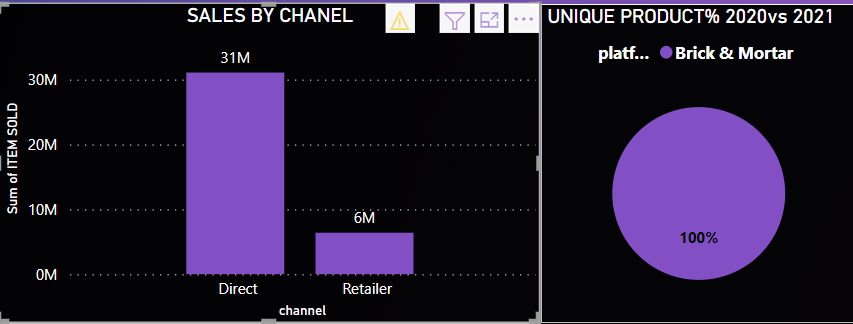 SALES BY CHANEL
31M
30M
20M
10M
0M
6M
Sum of ITEM SOLD
Direct
Retailer
channel
UNIQUE PRODUCT% 2020vs 2021
platf... Brick & Mortar
100%